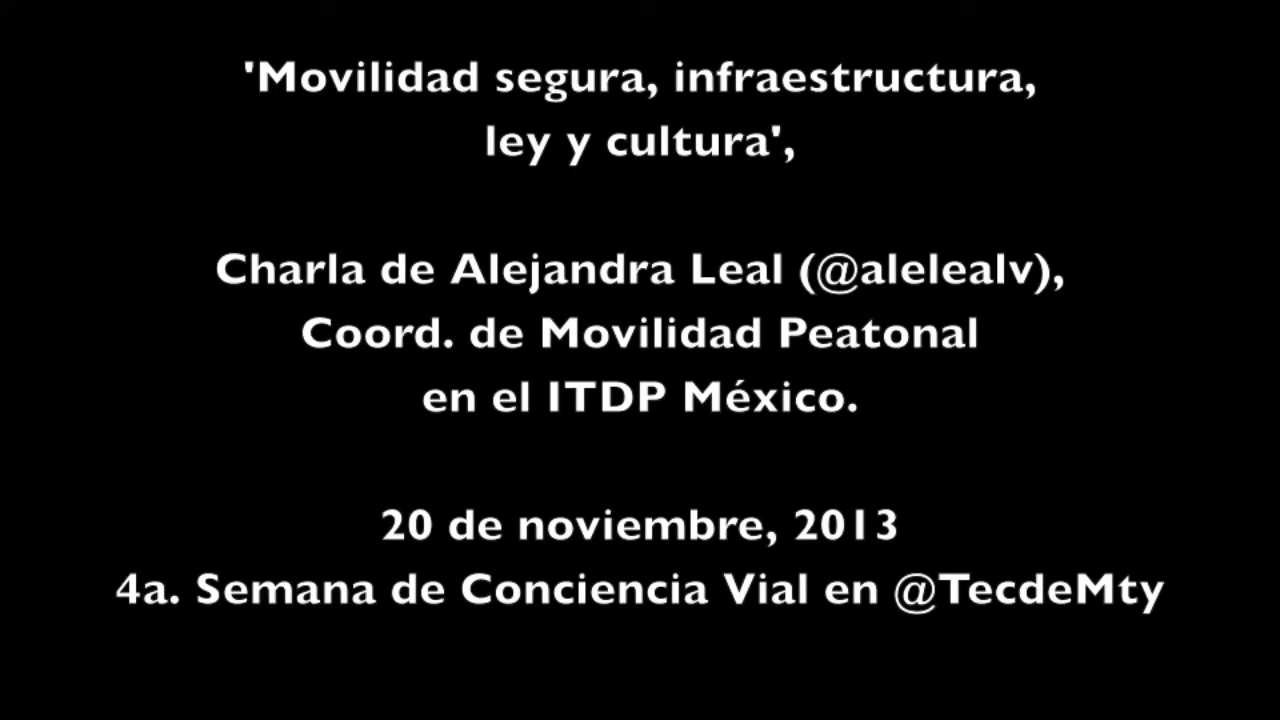 'Movilidad segura, infraestructura,
ley y cultura',
Charla de Alejandra Leal (@alelealv),
Coord. de Movilidad Peatonal
en el ITDP México.
20 de noviembre, 2013
4a. Semana de Conciencia Vial en @TecdeMty